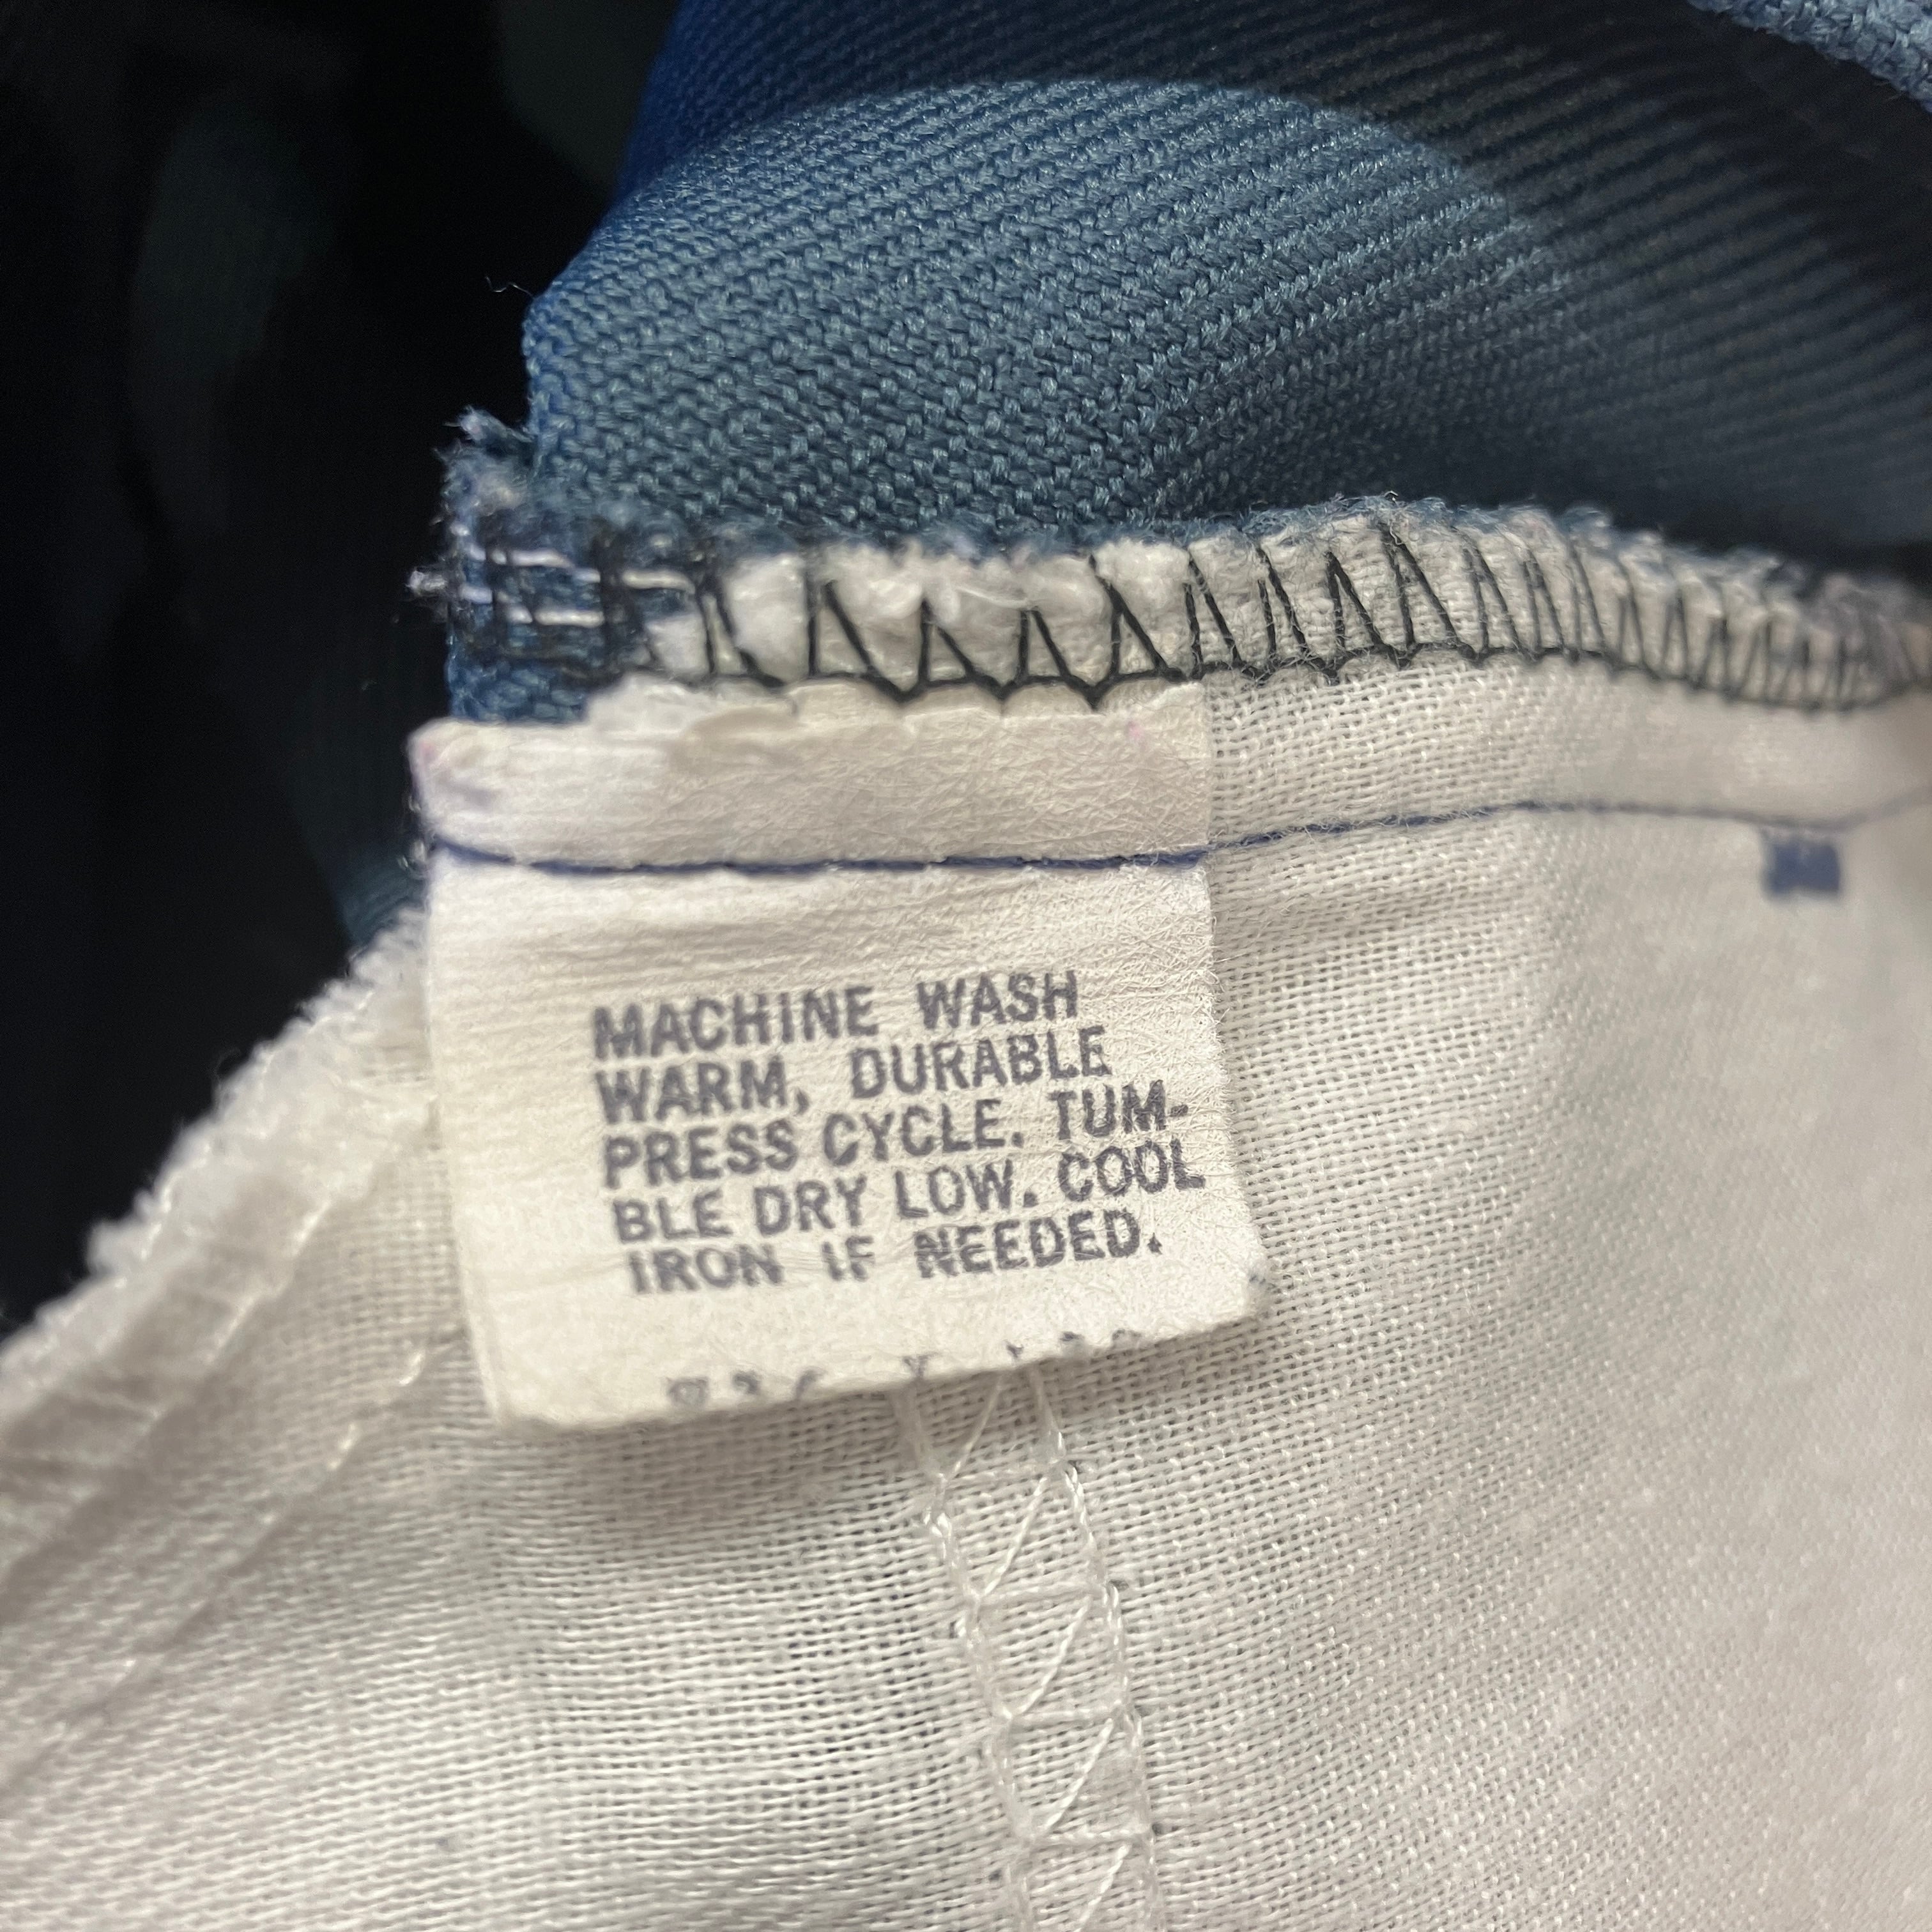 MACHINE WASH
WARM, DURABLE
PRESS CYCLE. TUM-
BLE DRY LOW. COOL
IRON IF NEEDED.